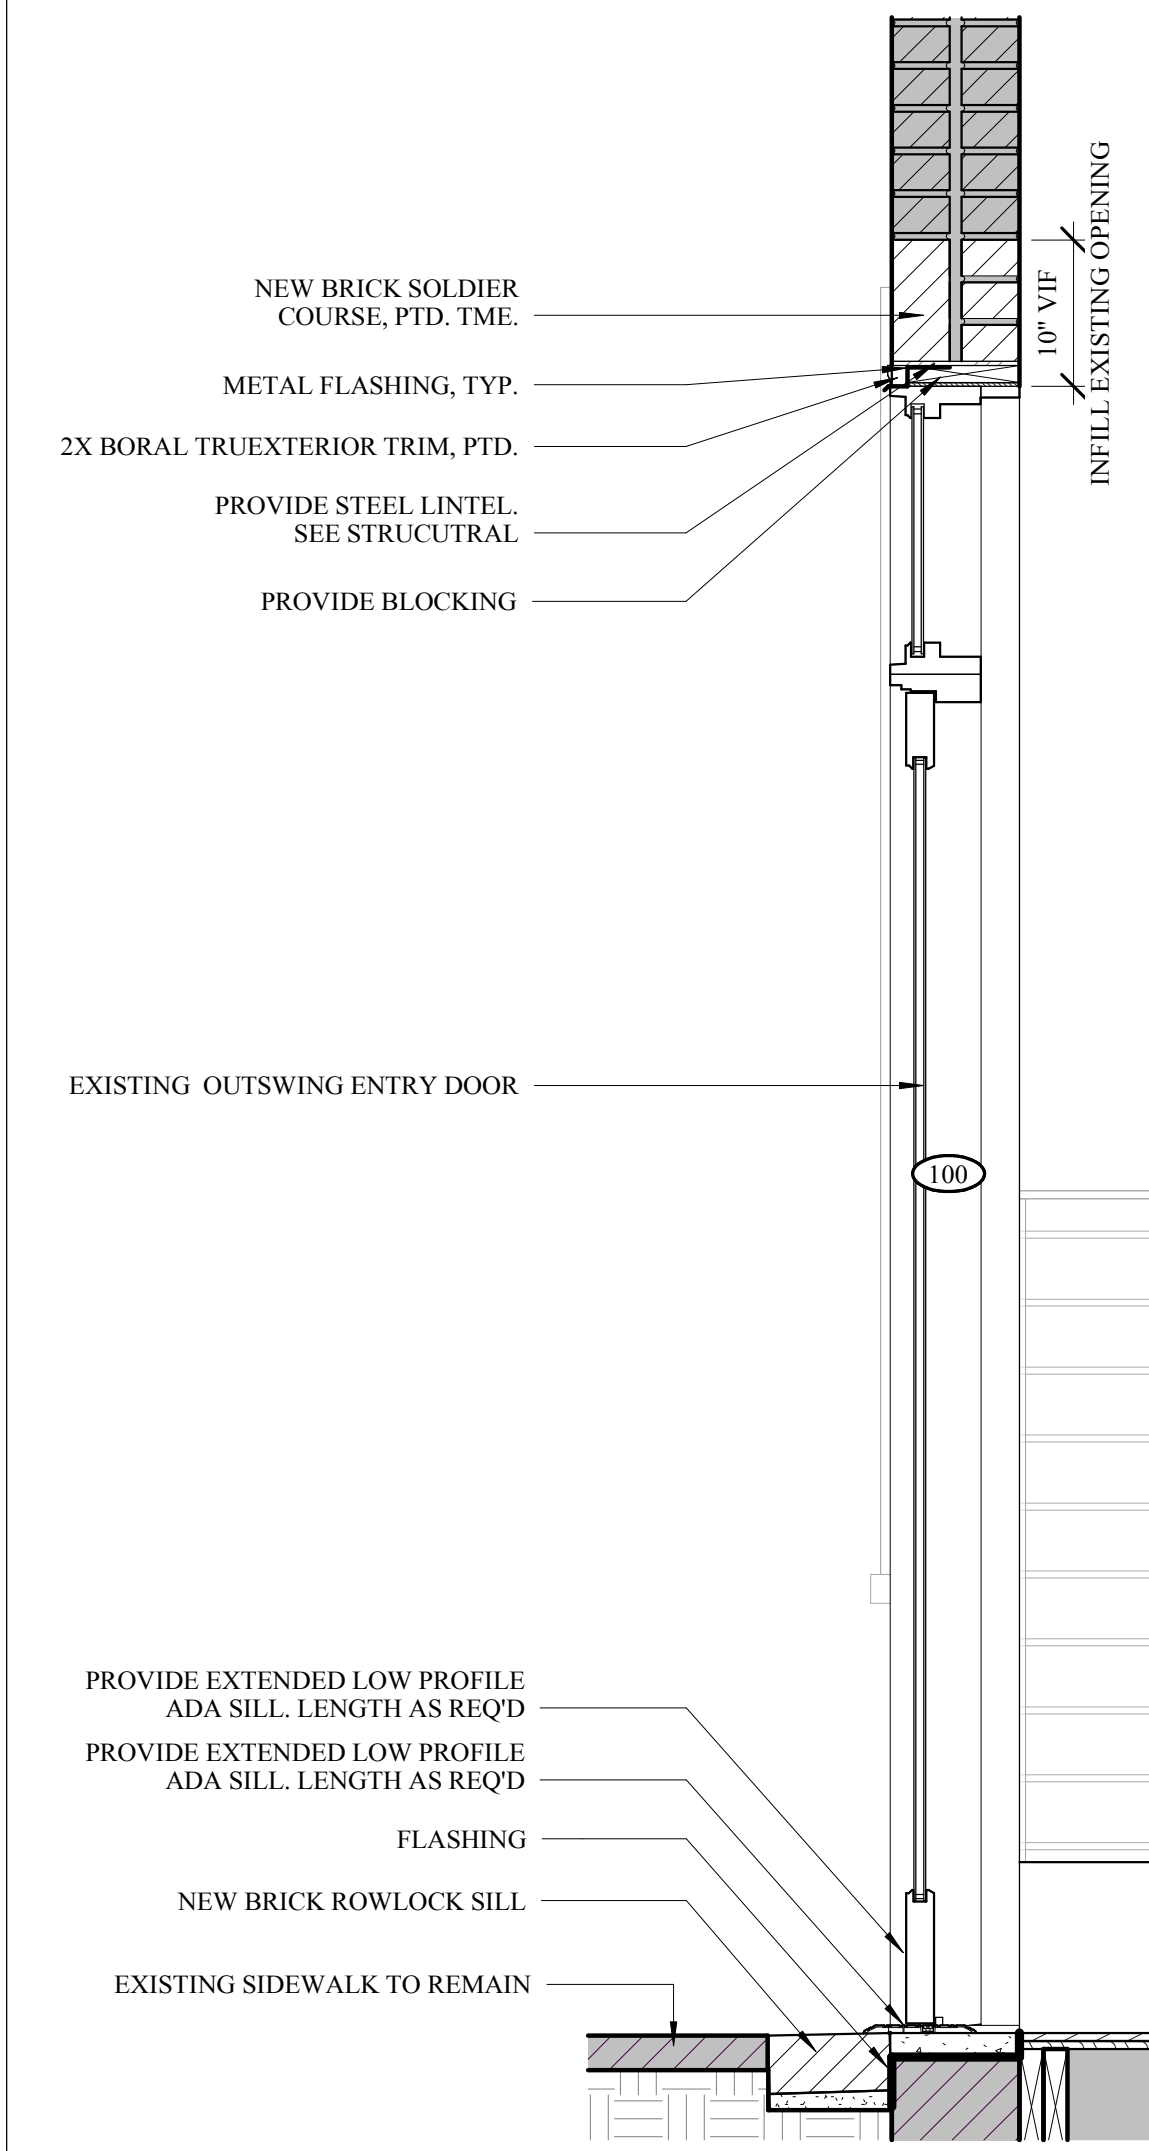 NEW BRICK SOLDIER
COURSE, PTD. TME.
METAL FLASHING, TYP.
2X BORAL TRUEXTERIOR TRIM, PTD.
PROVIDE STEEL LINTEL.
SEE STRUCUTRAL
PROVIDE BLOCKING
10" VIF
INFILL EXISTING OPENING
EXISTING OUTSWING ENTRY DOOR
100
PROVIDE EXTENDED LOW PROFILE
ADA SILL. LENGTH AS REQ'D
PROVIDE EXTENDED LOW PROFILE
ADA SILL. LENGTH AS REQ'D
FLASHING
NEW BRICK ROWLOCK SILL
EXISTING SIDEWALK TO REMAIN